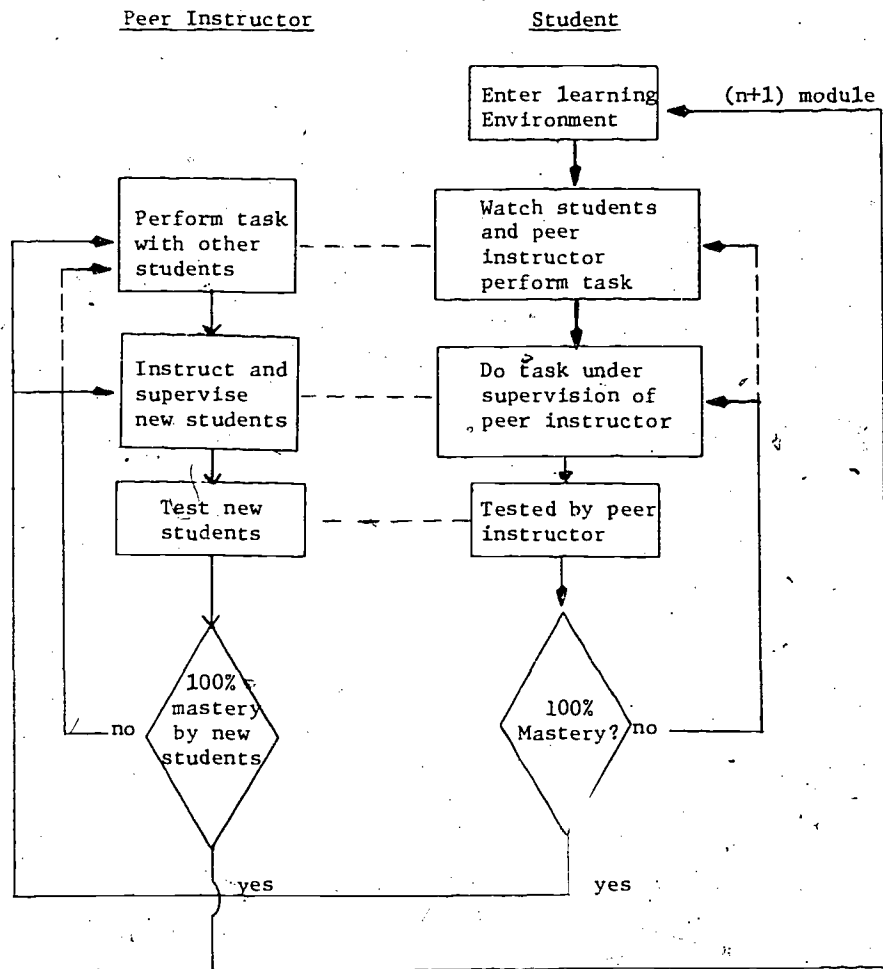 Peer Instructor
Student
Enter learning
Environment
(n+1) module
Perform task
with other
students
Watch students
and peer
instructor
perform task
Instruct and
supervise
new students
Do task under
supervision of
peer instructor
Test new
students
Tested by peer
instructor
100%
mastery
by new
students
no
100%
Mastery?
no
yes
yes